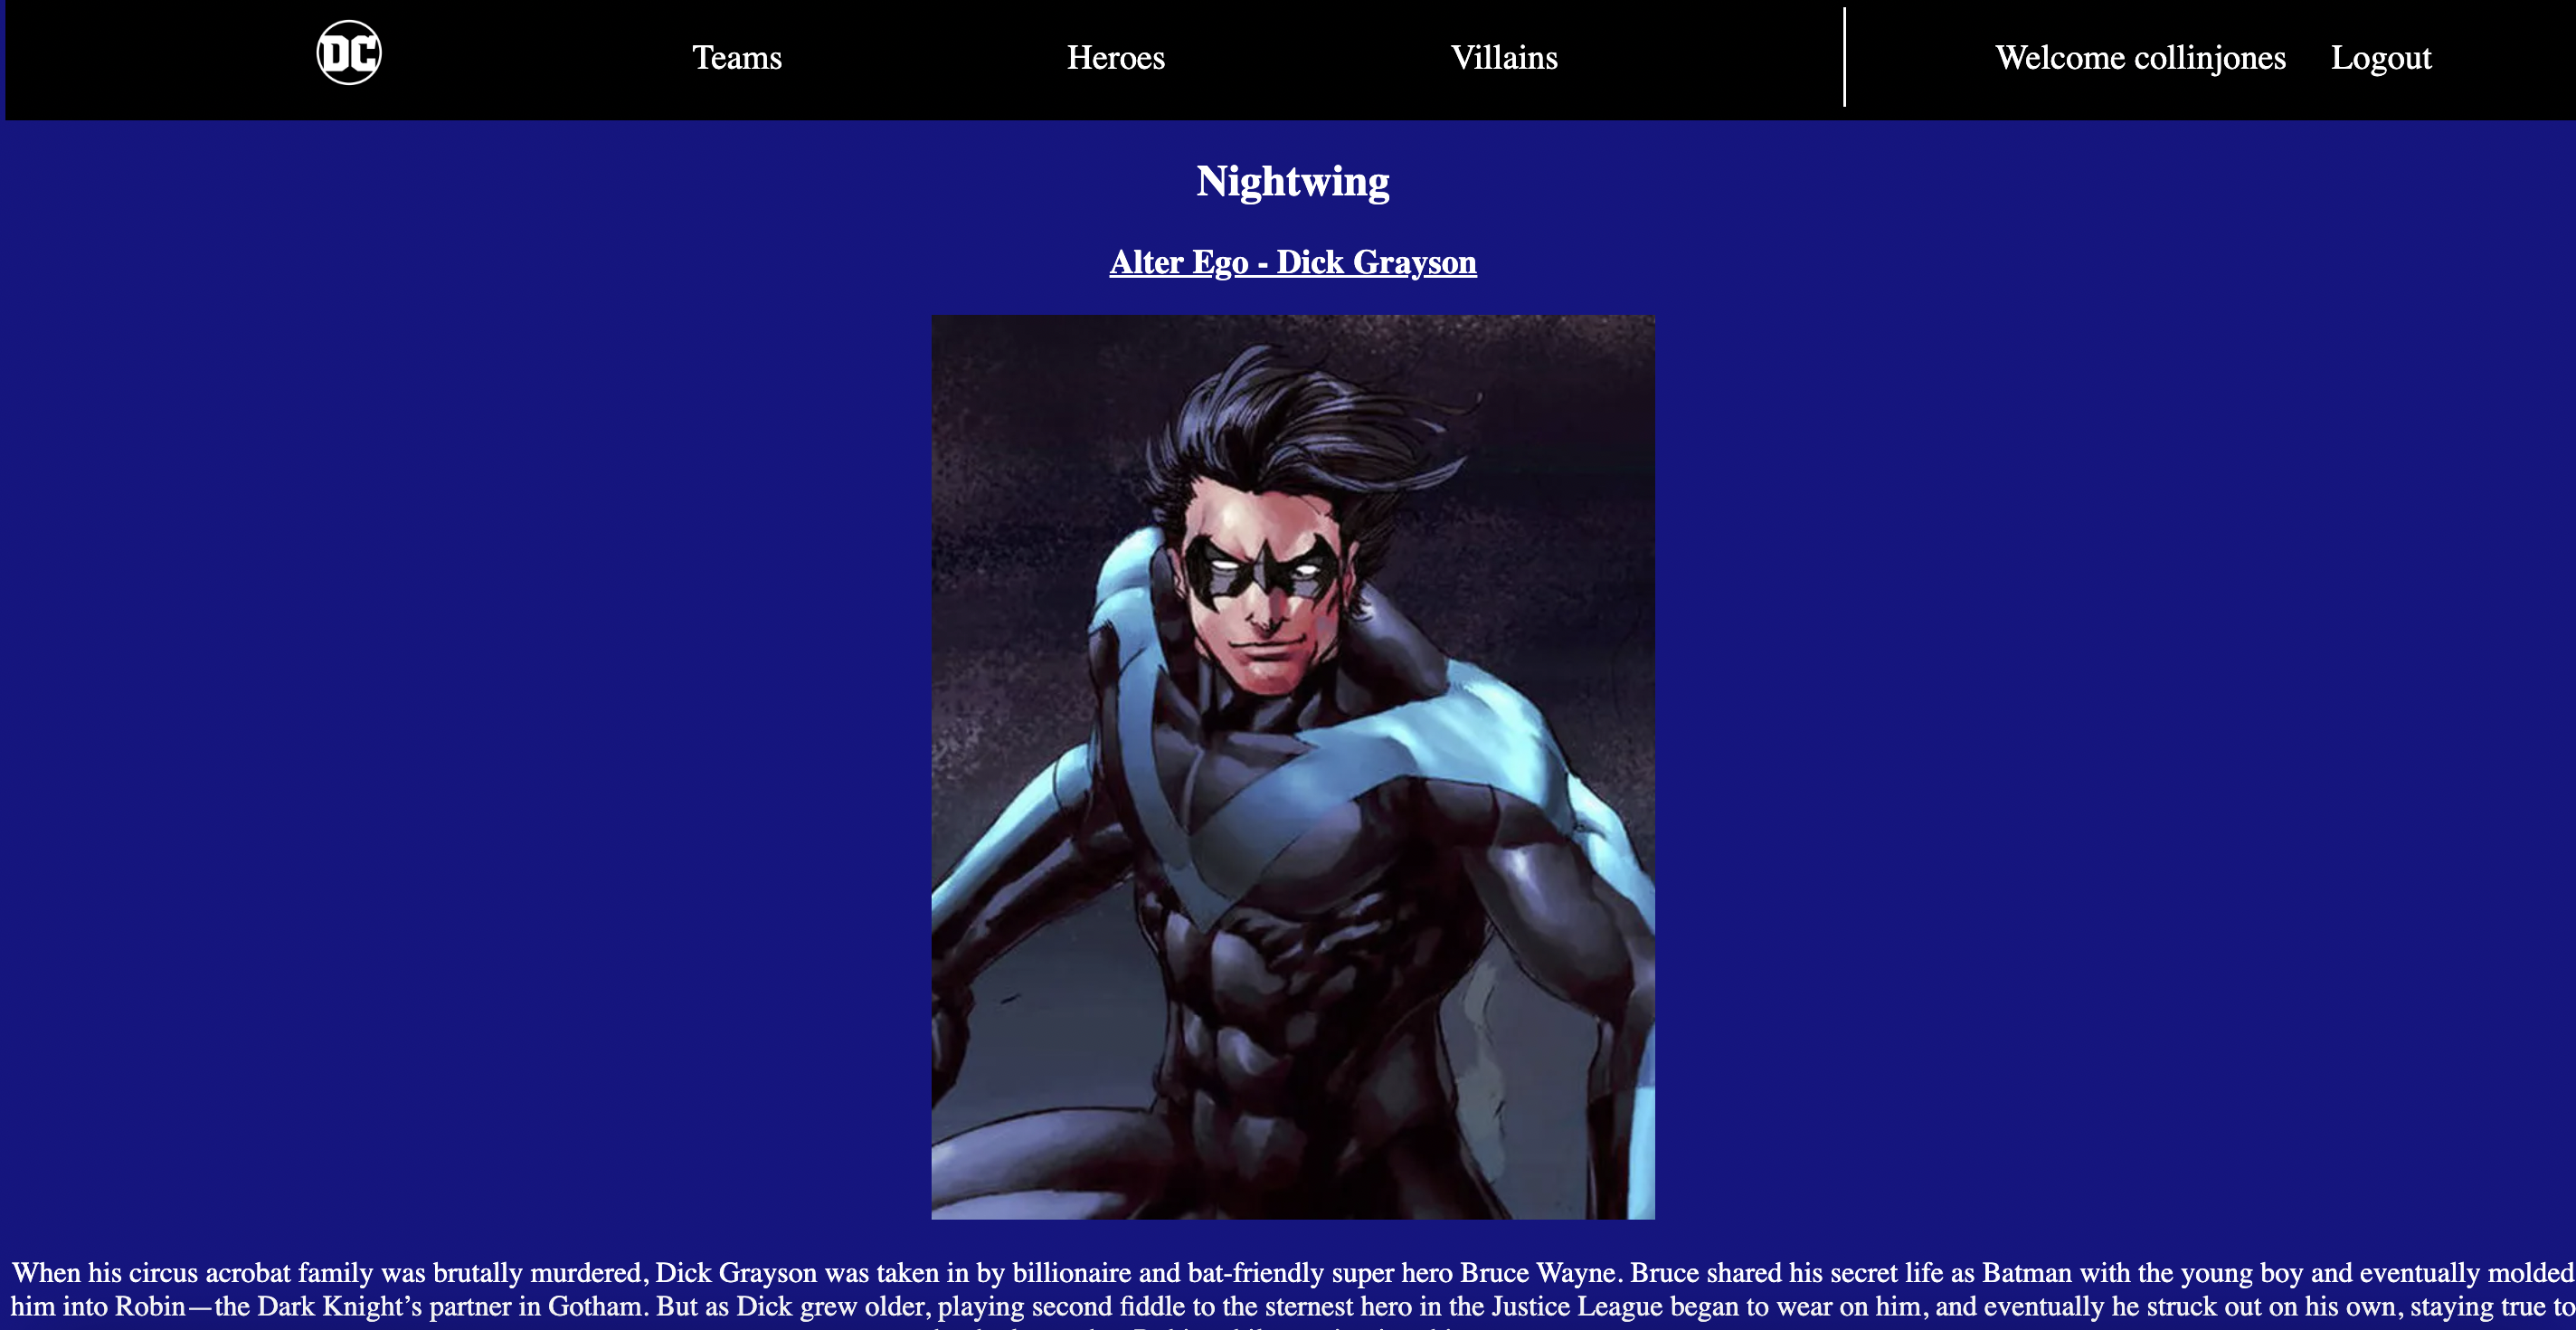 DC
Teams
Heroes
Villains
Welcome collinjones
Logout
Nightwing
Alter Ego - Dick Grayson
When his circus acrobat family was brutally murdered, Dick Grayson was taken in by billionaire and bat-friendly super hero Bruce Wayne. Bruce shared his secret life as Batman with the young boy and eventually molded
him into Robin—the Dark Knight’s partner in Gotham. But as Dick grew older, playing second fiddle to the sternest hero in the Justice League began to wear on him, and eventually he struck out on his own, staying true to